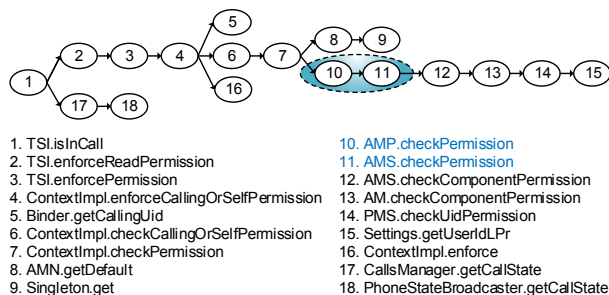 5
8
9
2
3
4
6
7
1
10
11
12
13
14
15
16
17
18
1. TSI.isInCall
2. TSI.enforceReadPermission
3. TSI.enforcePermission
4. ContextImpl.enforceCallingOrSelfPermission
5. Binder.getCallingUid
6. ContextImpl.checkCallingOrSelfPermission
7. ContextImpl.checkPermission
8. AMN.getDefault
9. Singleton.get
10. AMP.checkPermission
11. AMS.checkPermission
12. AMS.checkComponentPermission
13. AM.checkComponentPermission
14. PMS.checkUidPermission
15. Settings.getUserIdLPr
16. ContextImpl.enforce
17. CallsManager.getCallState
18. PhoneStateBroadcaster.getCallState